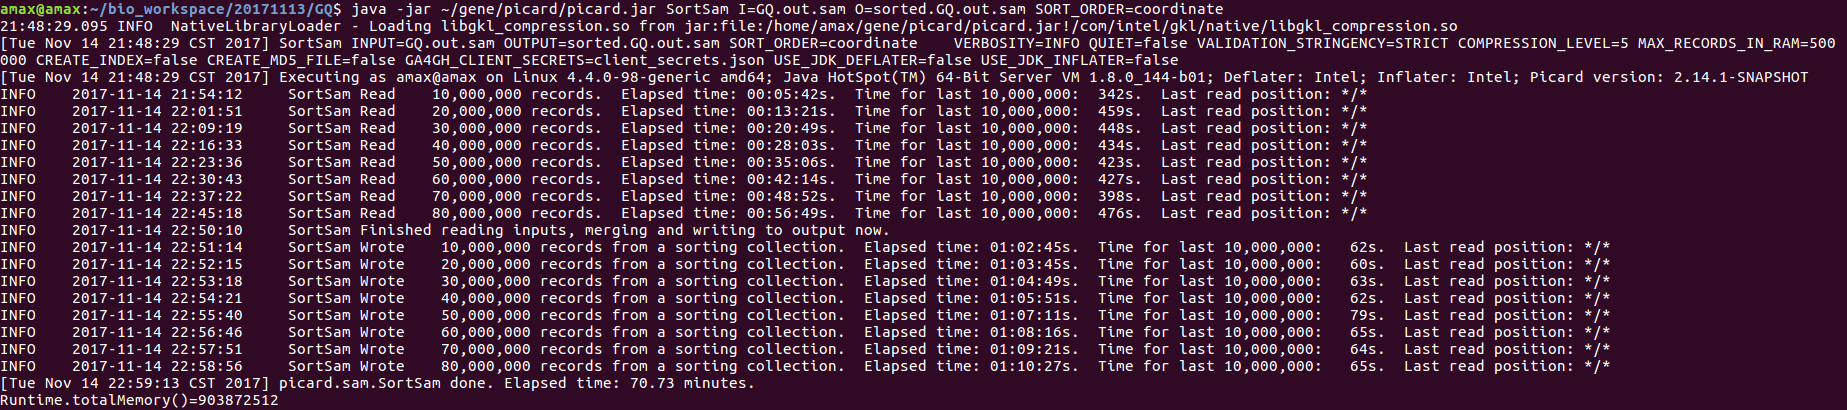 amax@amax:~/bio_workspace/20171113/GQ$ java -jar ~/gene/picard/picard.jar SortSam I=GQ.out.sam O=sorted.GQ.out.sam SORT_ORDER=coordinate
21:48:29.095 INFO  NativeLibraryLoader - Loading libgkl_compression.so from jar:file:/home/amax/gene/picard/picard.jar!/com/intel/gkl/native/libgkl_compression.so
[Tue Nov 14 21:48:29 CST 2017] SortSam INPUT=GQ.out.sam OUTPUT=sorted.GQ.out.sam SORT_ORDER=coordinate    VERBOSITY=INFO QUIET=false VALIDATION_STRINGENCY=STRICT COMPRESSION_LEVEL=5 MAX_RECORDS_IN_RAM=500
000 CREATE_INDEX=false CREATE_MD5_FILE=false GA4GH_CLIENT_SECRETS=client_secrets.json USE_JDK_DEFLATER=false USE_JDK_INFLATER=false
[Tue Nov 14 21:48:29 CST 2017] Executing as amax@amax on Linux 4.4.0-98-generic amd64; Java HotSpot(TM) 64-Bit Server VM 1.8.0_144-b01; Deflater: Intel; Inflater: Intel; Picard version: 2.14.1-SNAPSHOT
INFO    2017-11-14 21:54:12     SortSam Read    10,000,000 records.  Elapsed time: 00:05:42s.  Time for last 10,000,000:  342s.  Last read position: */*
INFO    2017-11-14 22:01:51     SortSam Read    20,000,000 records.  Elapsed time: 00:13:21s.  Time for last 10,000,000:  459s.  Last read position: */*
INFO    2017-11-14 22:09:19     SortSam Read    30,000,000 records.  Elapsed time: 00:20:49s.  Time for last 10,000,000:  448s.  Last read position: */*
INFO    2017-11-14 22:16:33     SortSam Read    40,000,000 records.  Elapsed time: 00:28:03s.  Time for last 10,000,000:  434s.  Last read position: */*
INFO    2017-11-14 22:23:36     SortSam Read    50,000,000 records.  Elapsed time: 00:35:06s.  Time for last 10,000,000:  423s.  Last read position: */*
INFO    2017-11-14 22:30:43     SortSam Read    60,000,000 records.  Elapsed time: 00:42:14s.  Time for last 10,000,000:  427s.  Last read position: */*
INFO    2017-11-14 22:37:22     SortSam Read    70,000,000 records.  Elapsed time: 00:48:52s.  Time for last 10,000,000:  398s.  Last read position: */*
INFO    2017-11-14 22:45:18     SortSam Read    80,000,000 records.  Elapsed time: 00:56:49s.  Time for last 10,000,000:  476s.  Last read position: */*
INFO    2017-11-14 22:50:10     SortSam Finished reading inputs, merging and writing to output now.
INFO    2017-11-14 22:51:14     SortSam Wrote   10,000,000 records from a sorting collection.  Elapsed time: 01:02:45s.  Time for last 10,000,000:   62s.  Last read position: */*
INFO    2017-11-14 22:52:15     SortSam Wrote   20,000,000 records from a sorting collection.  Elapsed time: 01:03:45s.  Time for last 10,000,000:   60s.  Last read position: */*
INFO    2017-11-14 22:53:18     SortSam Wrote   30,000,000 records from a sorting collection.  Elapsed time: 01:04:49s.  Time for last 10,000,000:   63s.  Last read position: */*
INFO    2017-11-14 22:54:21     SortSam Wrote   40,000,000 records from a sorting collection.  Elapsed time: 01:05:51s.  Time for last 10,000,000:   62s.  Last read position: */*
INFO    2017-11-14 22:55:40     SortSam Wrote   50,000,000 records from a sorting collection.  Elapsed time: 01:07:11s.  Time for last 10,000,000:   79s.  Last read position: */*
INFO    2017-11-14 22:56:46     SortSam Wrote   60,000,000 records from a sorting collection.  Elapsed time: 01:08:16s.  Time for last 10,000,000:   65s.  Last read position: */*
INFO    2017-11-14 22:57:51     SortSam Wrote   70,000,000 records from a sorting collection.  Elapsed time: 01:09:21s.  Time for last 10,000,000:   64s.  Last read position: */*
INFO    2017-11-14 22:58:56     SortSam Wrote   80,000,000 records from a sorting collection.  Elapsed time: 01:10:27s.  Time for last 10,000,000:   65s.  Last read position: */*
[Tue Nov 14 22:59:13 CST 2017] picard.sam.SortSam done. Elapsed time: 70.73 minutes.
Runtime.totalMemory()=903872512